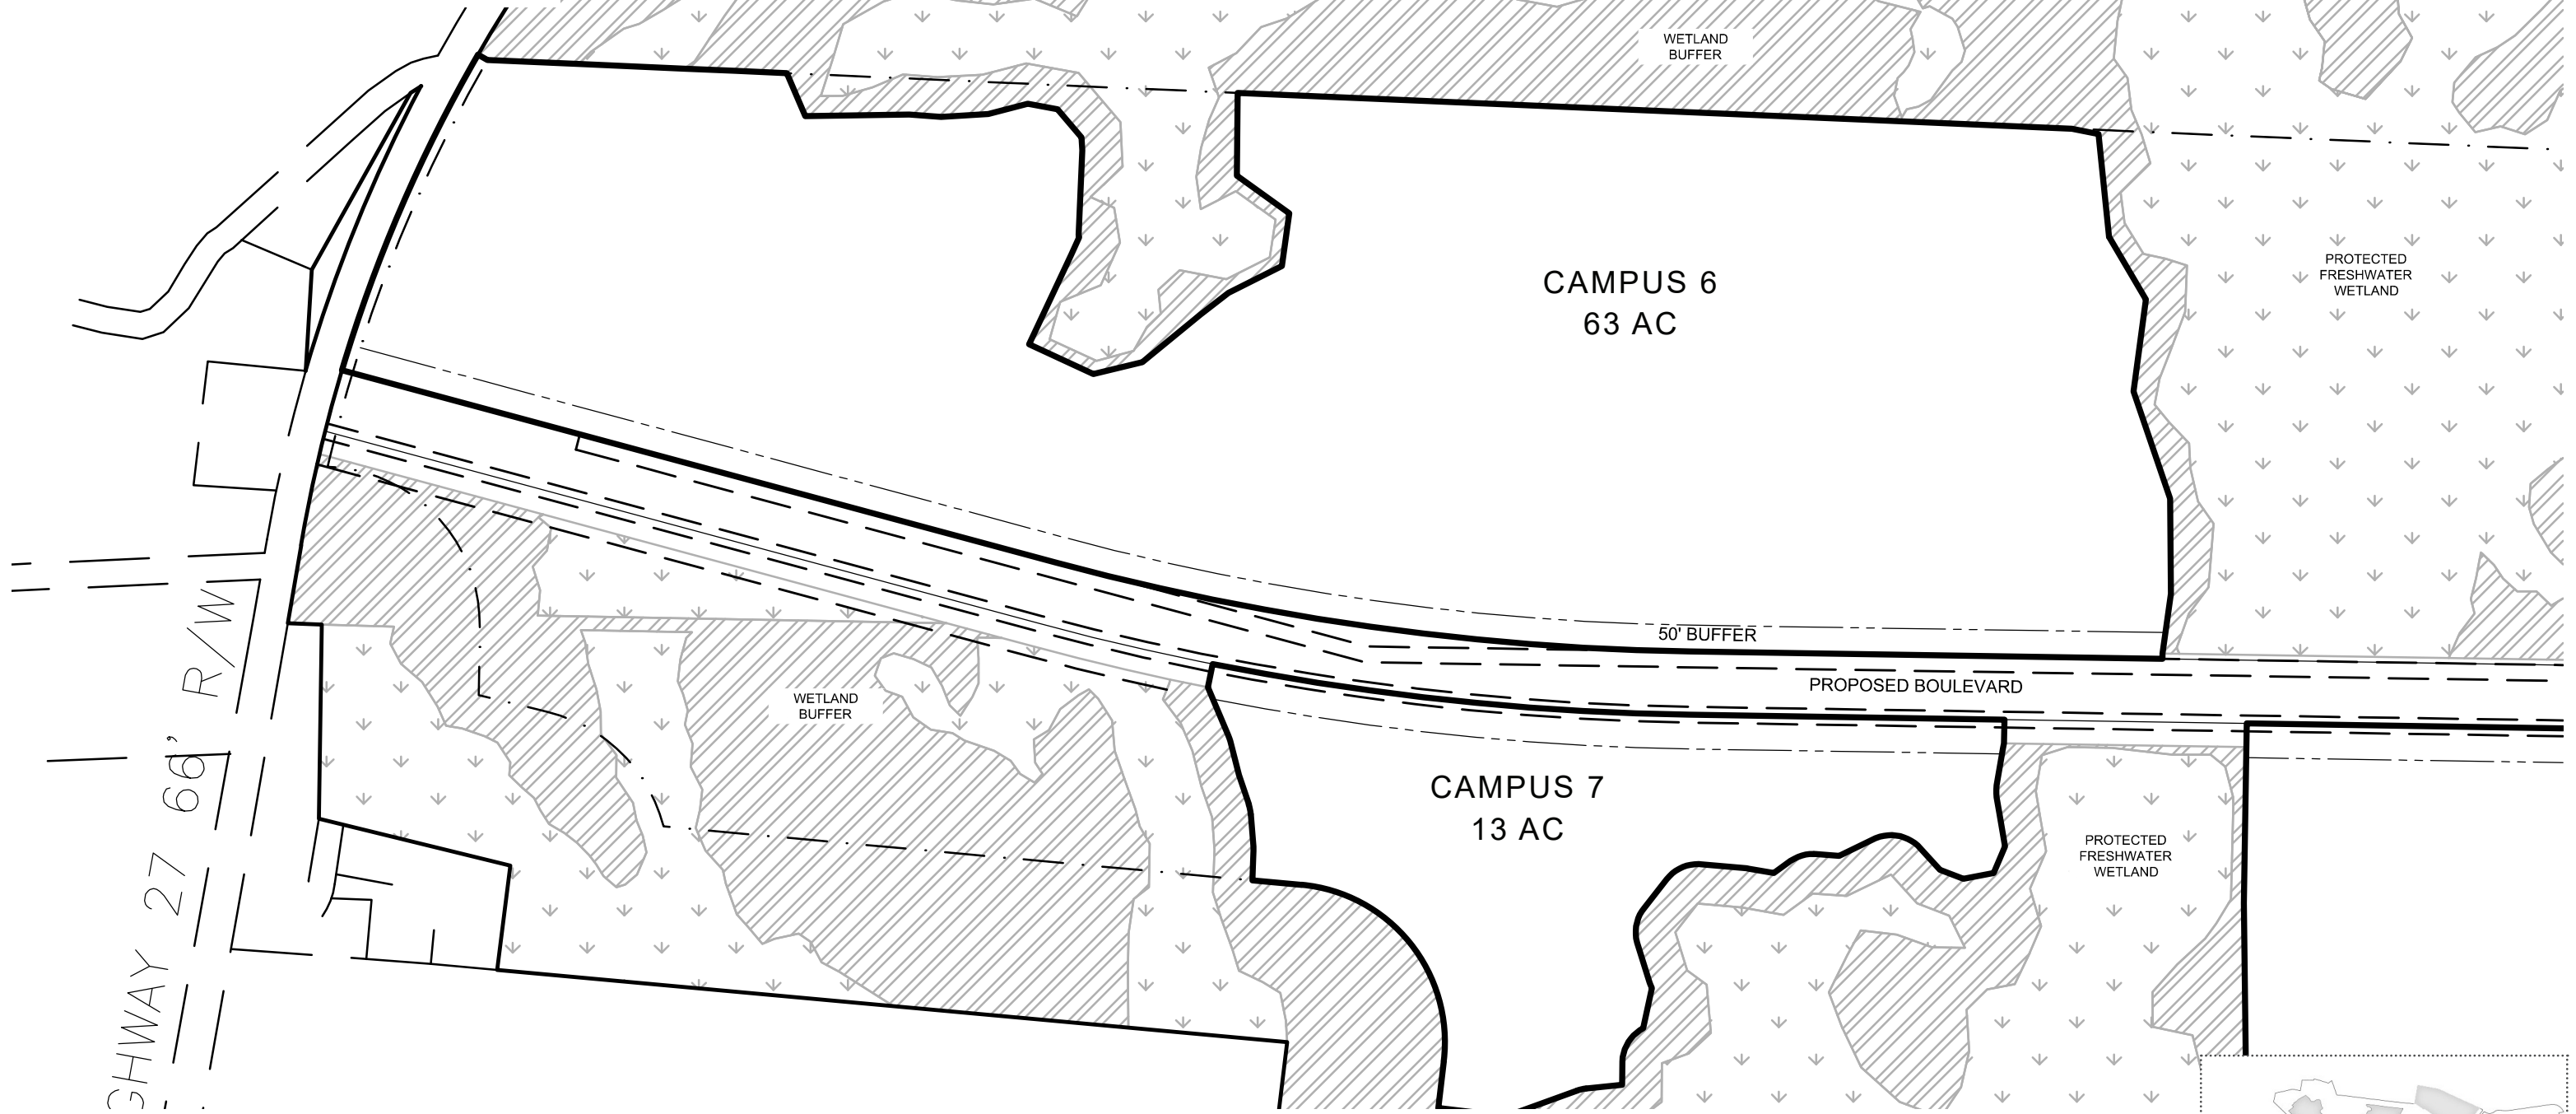 WETLAND
BUFFER
PROTECTED
FRESHWATER
WETLAND
CAMPUS 6
63 AC
50' BUFFER
PROPOSED BOULEVARD
WETLAND
BUFFER
CAMPUS 7
13 AC
PROTECTED
FRESHWATER
WETLAND
GHWAY 27 66' R/W